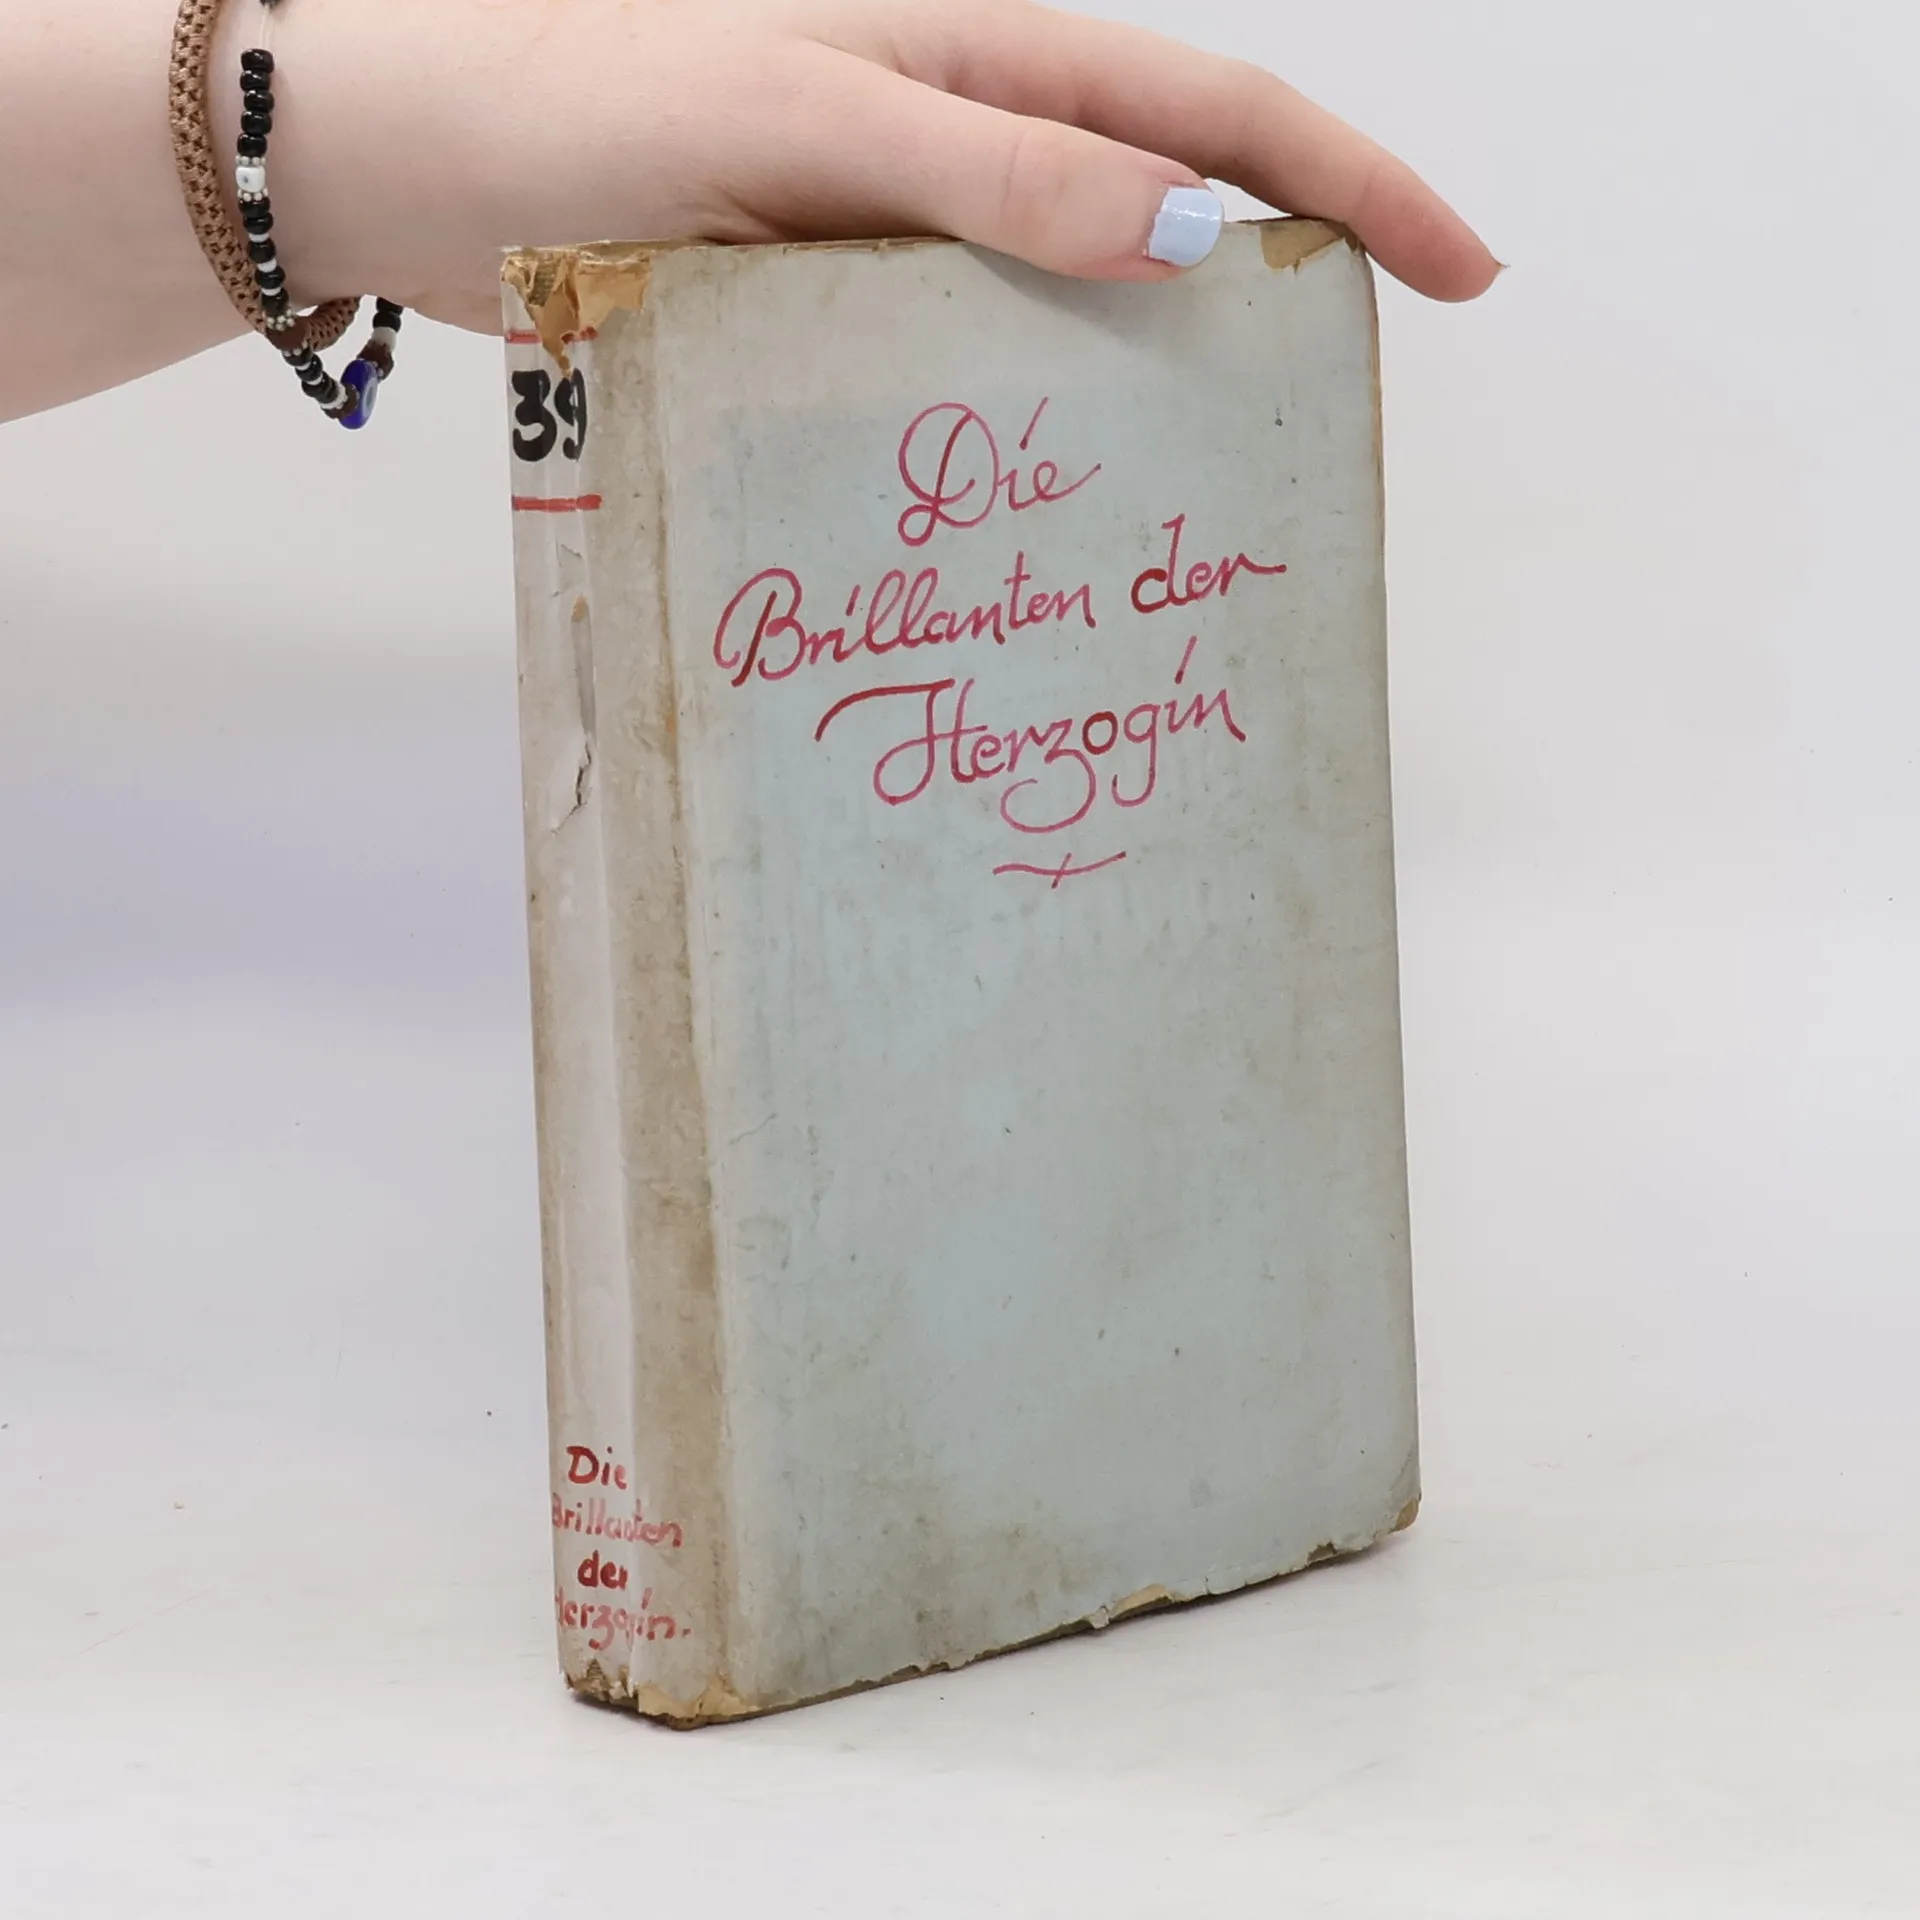 39
Die
Brillanten der
Herzogin
Die
Brillanten
der
Herzogin.